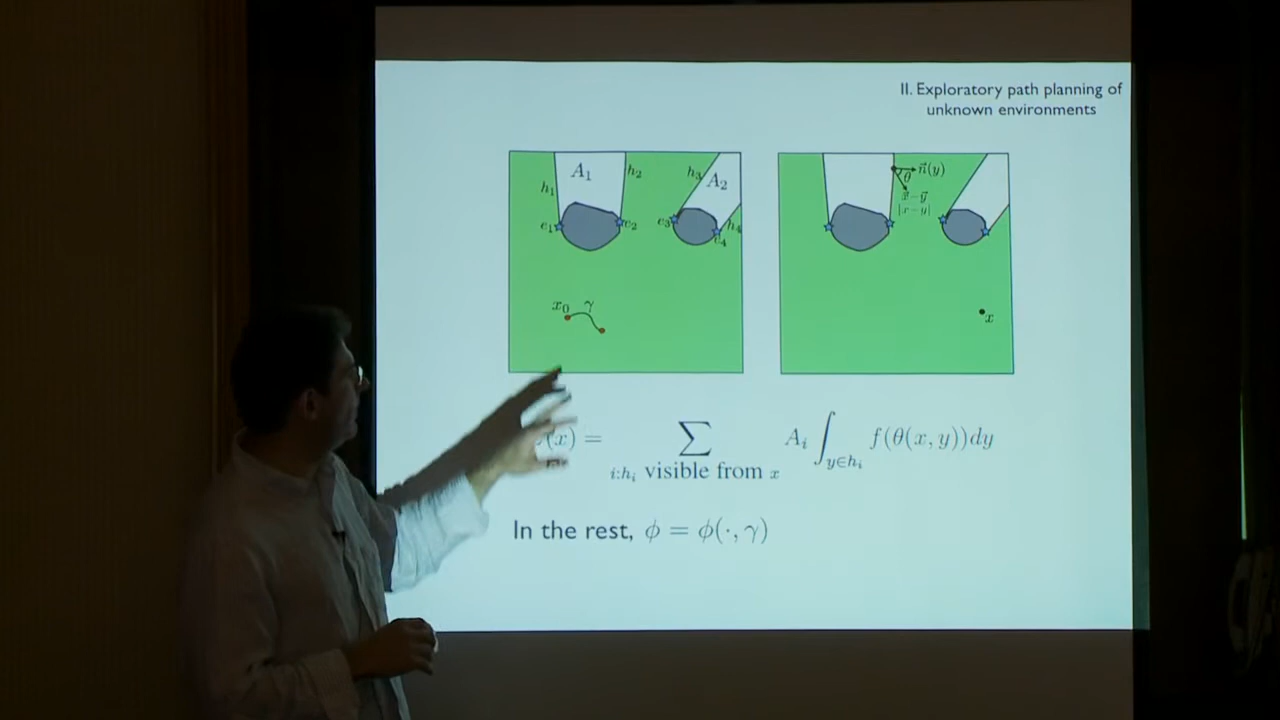 II. Exploratory path planning of
unknown environments
A₁ h₂ h₃ A₂
h₁
e₁ e₂ e₃ h₄
e₄
x₀ γ
n⃗(y)
θ
x⃗−y⃗
|x−y|
x
(x) = ∑ Aᵢ ∫ f(θ(x, y))dy
i:hᵢ visible from x y∈hᵢ
In the rest, ϕ = ϕ(·, γ)